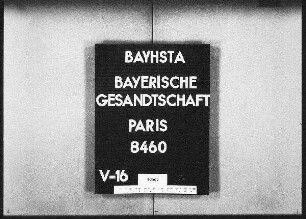 BAYHSTA
BAYERISCHE
GESANDTSCHAFT
PARIS
8460
V-16